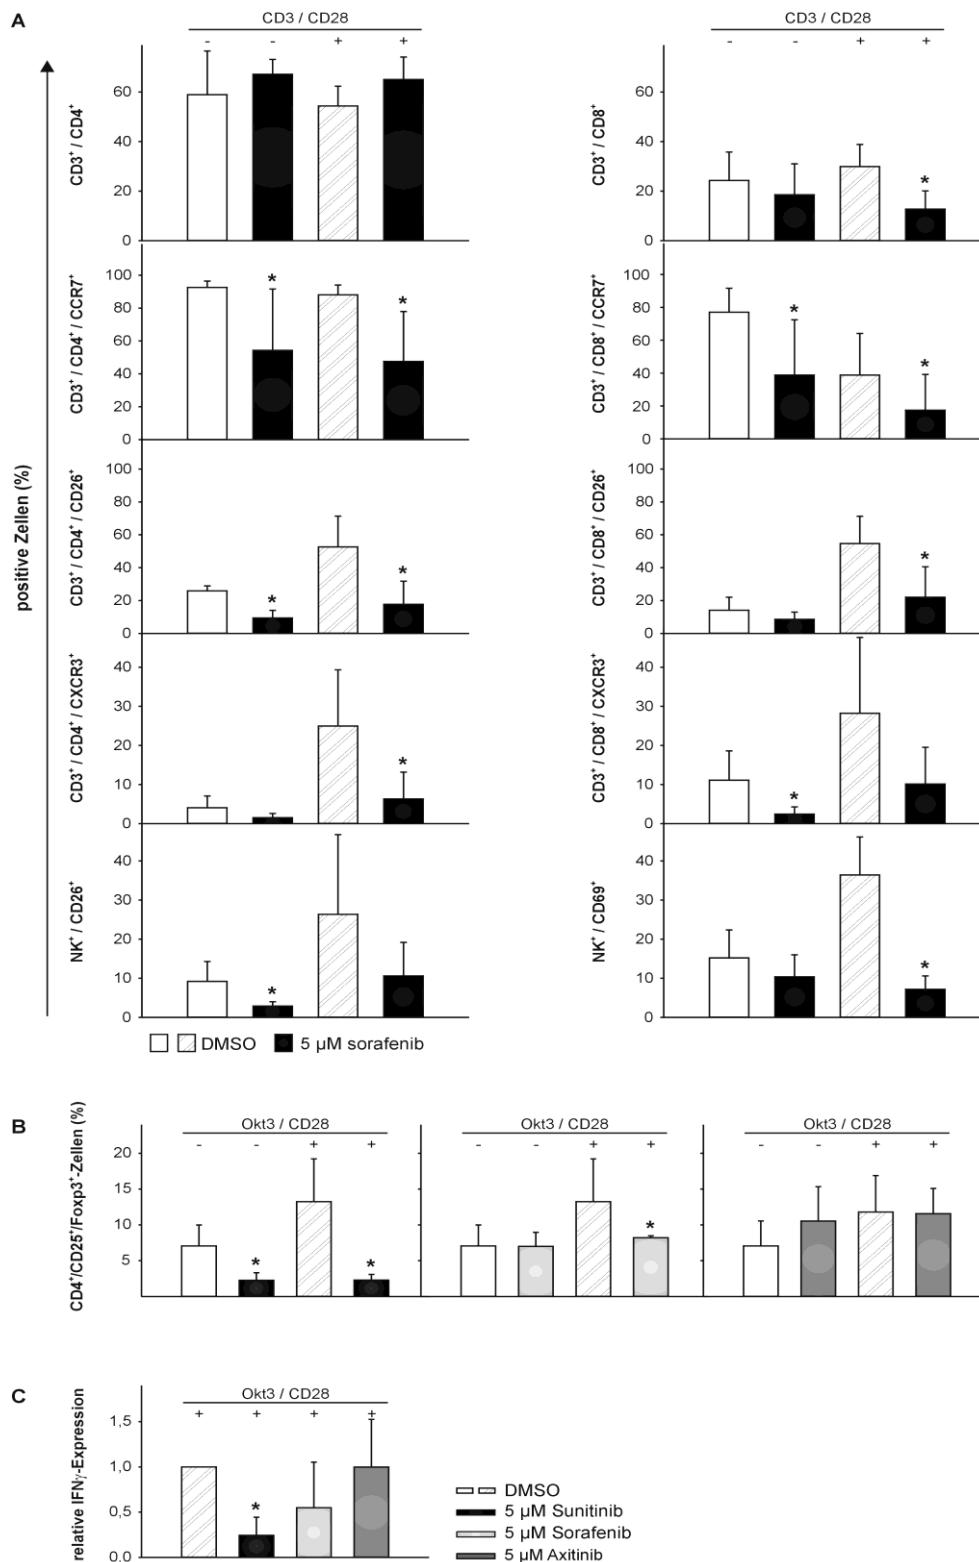 A
CD3 / CD28
- - + +
CD3 / CD28
- - + +
positive Zellen (%)
CD3⁺ / CD4⁺
60
40
20
0
CD3⁺ / CD8⁺
60
40
20
0
*
CD3⁺ / CD4⁺ / CCR7⁺
100
80
60
40
20
0
* *
CD3⁺ / CD8⁺ / CCR7⁺
100
80
60
40
20
0
* *
CD3⁺ / CD4⁺ / CD26⁺
100
80
60
40
20
0
* *
CD3⁺ / CD8⁺ / CD26⁺
100
80
60
40
20
0
*
CD3⁺ / CD4⁺ / CXCR3⁺
40
30
20
10
0
*
CD3⁺ / CD8⁺ / CXCR3⁺
40
30
20
10
0
*
NK⁺ / CD26⁺
40
30
20
10
0
*
NK⁺ / CD69⁺
40
30
20
10
0
*
DMSO 5 µM sorafenib
B
Okt3 / CD28
- - + +
Okt3 / CD28
- - + +
Okt3 / CD28
- - + +
CD4⁺/CD25⁺/Foxp3⁺-Zellen (%)
20
15
10
5
* *
*
C
Okt3 / CD28
+ + + +
relative IFNγ-Expression
1,5
1,0
0,5
0,0
*
DMSO
5 µM Sunitinib
5 µM Sorafenib
5 µM Axitinib